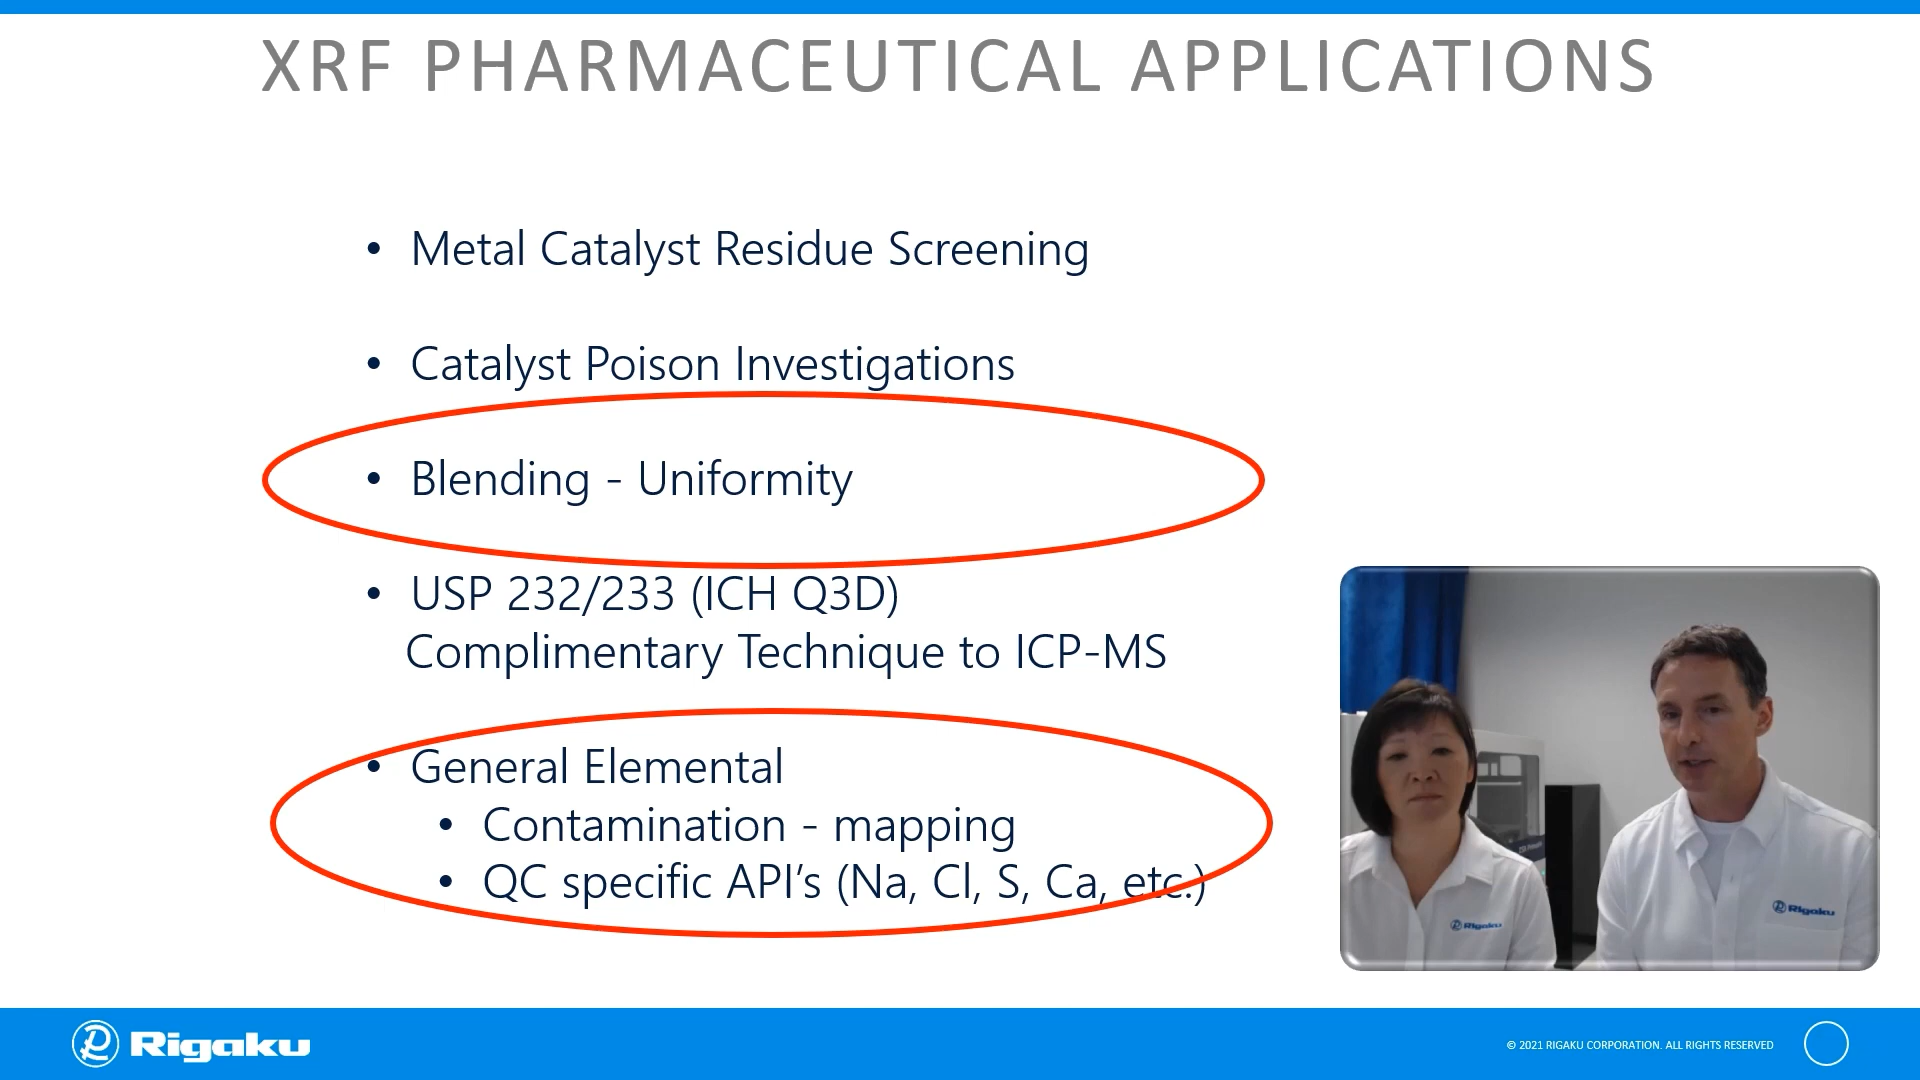 XRF PHARMACEUTICAL APPLICATIONS
• Metal Catalyst Residue Screening
• Catalyst Poison Investigations
• Blending - Uniformity
• USP 232/233 (ICH Q3D)
Complimentary Technique to ICP-MS
• General Elemental
• Contamination - mapping
• QC specific API's (Na, Cl, S, Ca, etc.)
Rigaku
Rigaku
Rigaku
© 2021 RIGAKU CORPORATION. ALL RIGHTS RESERVED